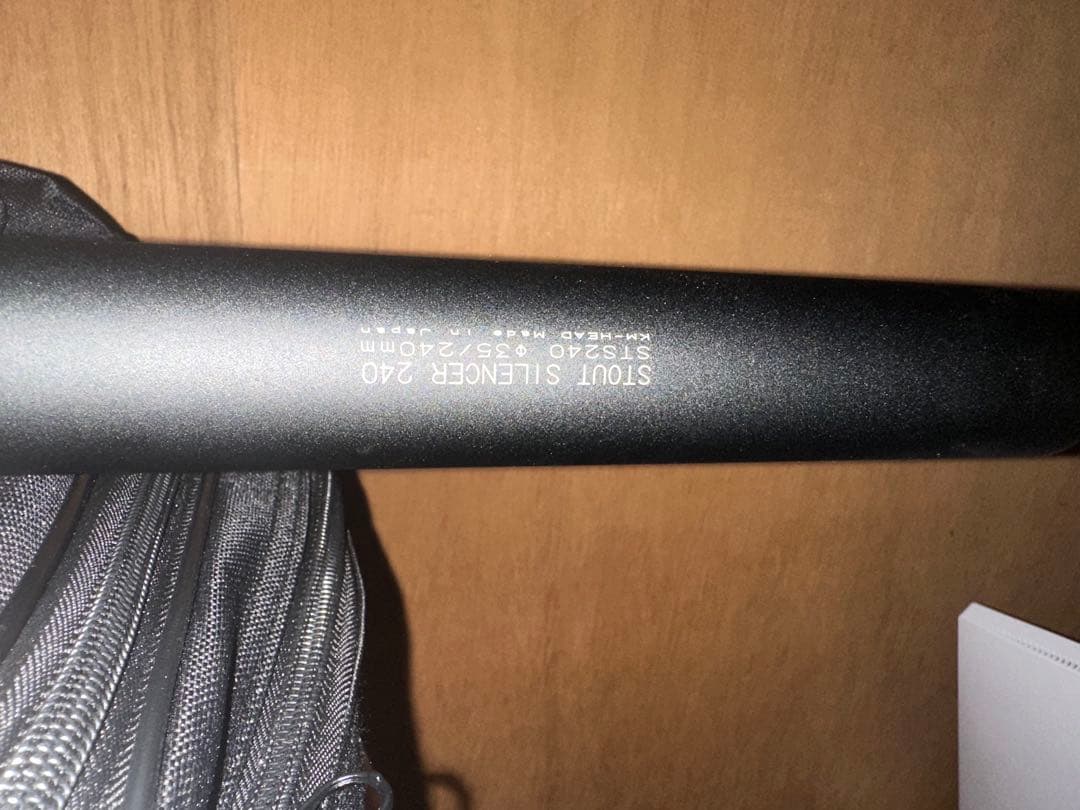 STOUT SILENCER 240
STS240 Φ35/240mm
KM-HEAD Made in Japan